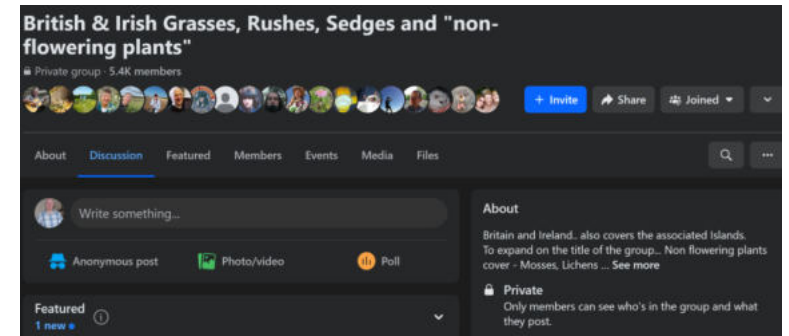 British & Irish Grasses, Rushes, Sedges and "non-
flowering plants"
Private group · 5.4K members
+ Invite
Share
Joined
About
Discussion
Featured
Members
Events
Media
Files
Write something...
Anonymous post
Photo/video
Poll
Featured
1 new
About
Britain and Ireland.. also covers the associated Islands.
To expand on the title of the group... Non flowering plants
cover - Mosses, Lichens ... See more
Private
Only members can see who's in the group and what
they post.